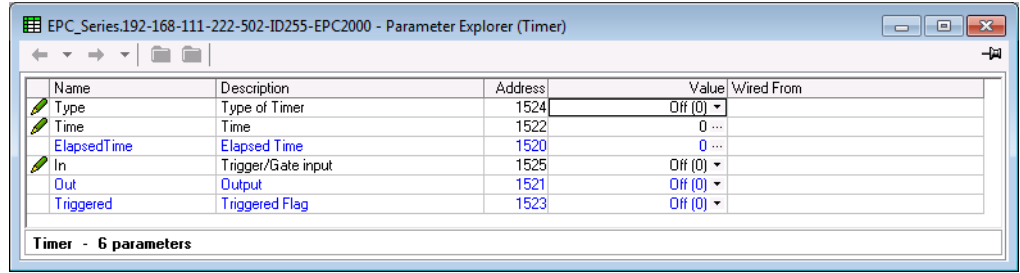 EPC_Series.192-168-111-222-502-ID255-EPC2000 - Parameter Explorer (Timer)
Name Description Address Value Wired From
Type Type of Timer 1524 Off (0)
Time Time 1522 0 ...
ElapsedTime Elapsed Time 1520 0 ...
In Trigger/Gate input 1525 Off (0)
Out Output 1521 Off (0)
Triggered Triggered Flag 1523 Off (0)
Timer - 6 parameters